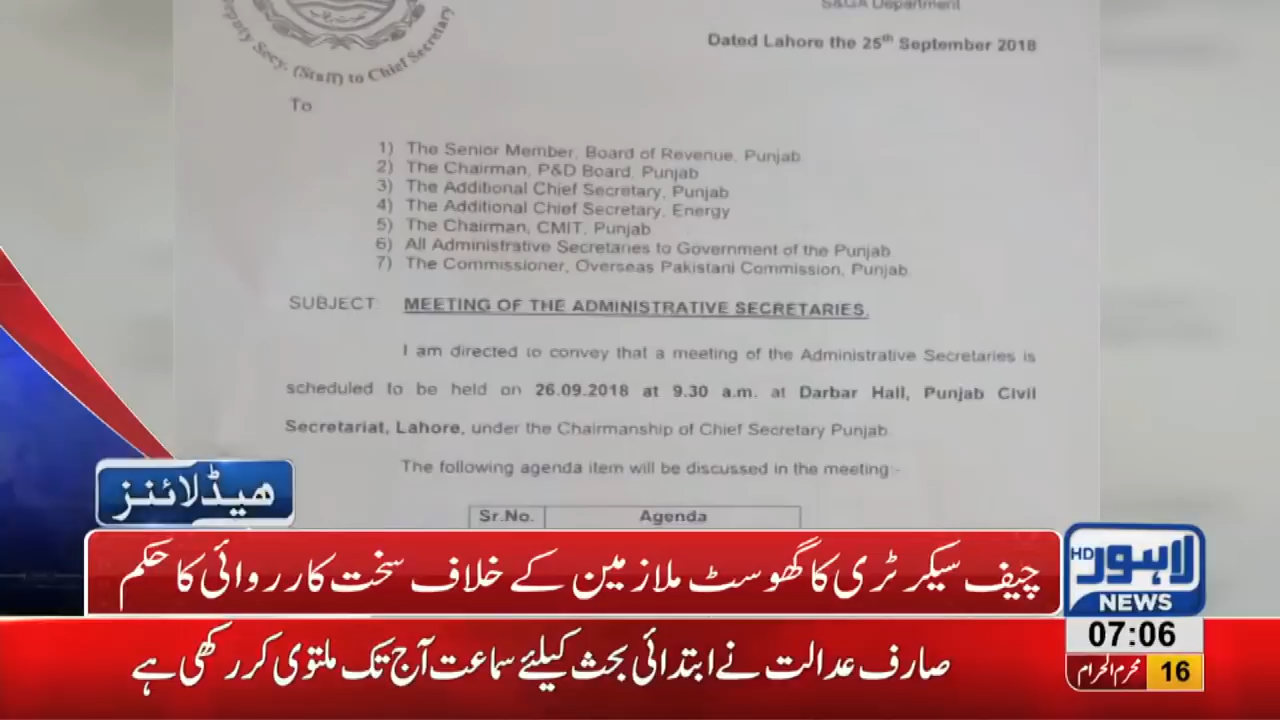 S&GA Department
Dated Lahore the 25th September 2018
Deputy Secy. (Staff) to Chief Secretary
To
1) The Senior Member, Board of Revenue, Punjab
2) The Chairman, P&D Board, Punjab
3) The Additional Chief Secretary, Punjab
4) The Additional Chief Secretary, Energy
5) The Chairman, CMIT, Punjab
6) All Administrative Secretaries to Government of the Punjab
7) The Commissioner, Overseas Pakistani Commission, Punjab
SUBJECT: MEETING OF THE ADMINISTRATIVE SECRETARIES.
I am directed to convey that a meeting of the Administrative Secretaries is
scheduled to be held on 26.09.2018 at 9.30 a.m. at Darbar Hall, Punjab Civil
Secretariat, Lahore, under the Chairmanship of Chief Secretary Punjab
The following agenda item will be discussed in the meeting:-
Sr.No. Agenda
ہیڈلائنز
چیف سیکرٹری کا گھوسٹ ملازمین کے خلاف سخت کارروائی کا حکم
HD لاہور
NEWS
07:06
صارف عدالت نے ابتدائی بحث کیلئے سماعت آج تک ملتوی کر رکھی ہے
16 محرم الحرام